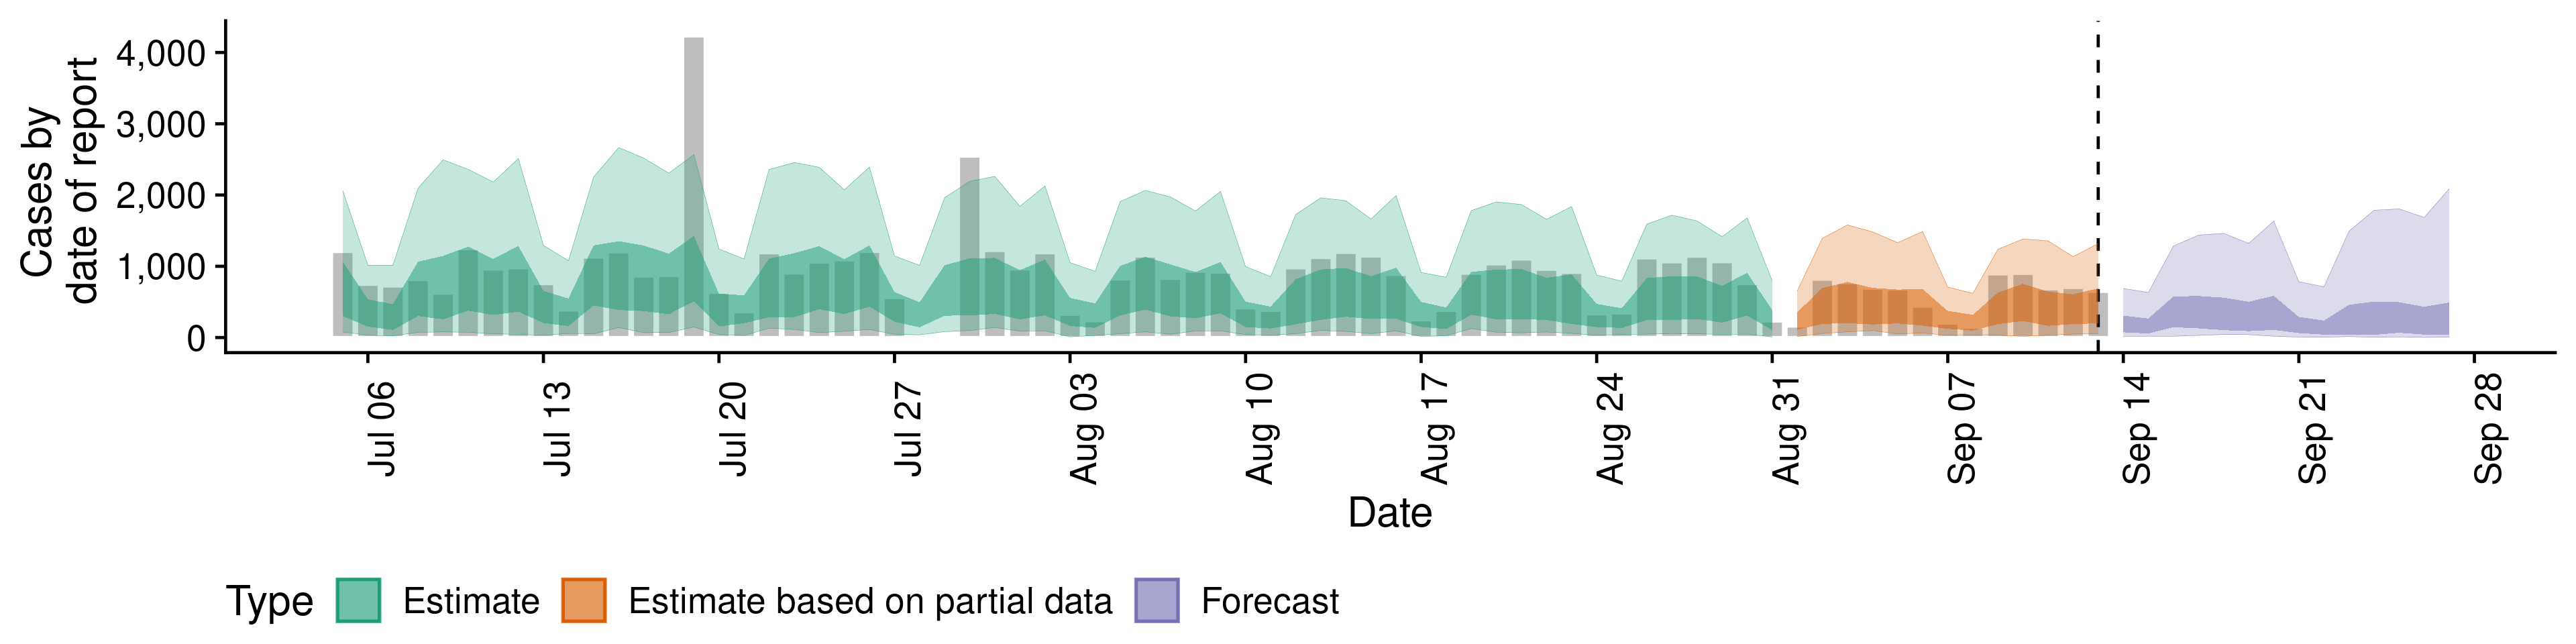 Cases by
date of report
4,000
3,000
2,000
1,000
0
Jul 06
Jul 13
Jul 20
Jul 27
Aug 03
Aug 10
Aug 17
Aug 24
Aug 31
Sep 07
Sep 14
Sep 21
Sep 28
Date
Type Estimate Estimate based on partial data Forecast